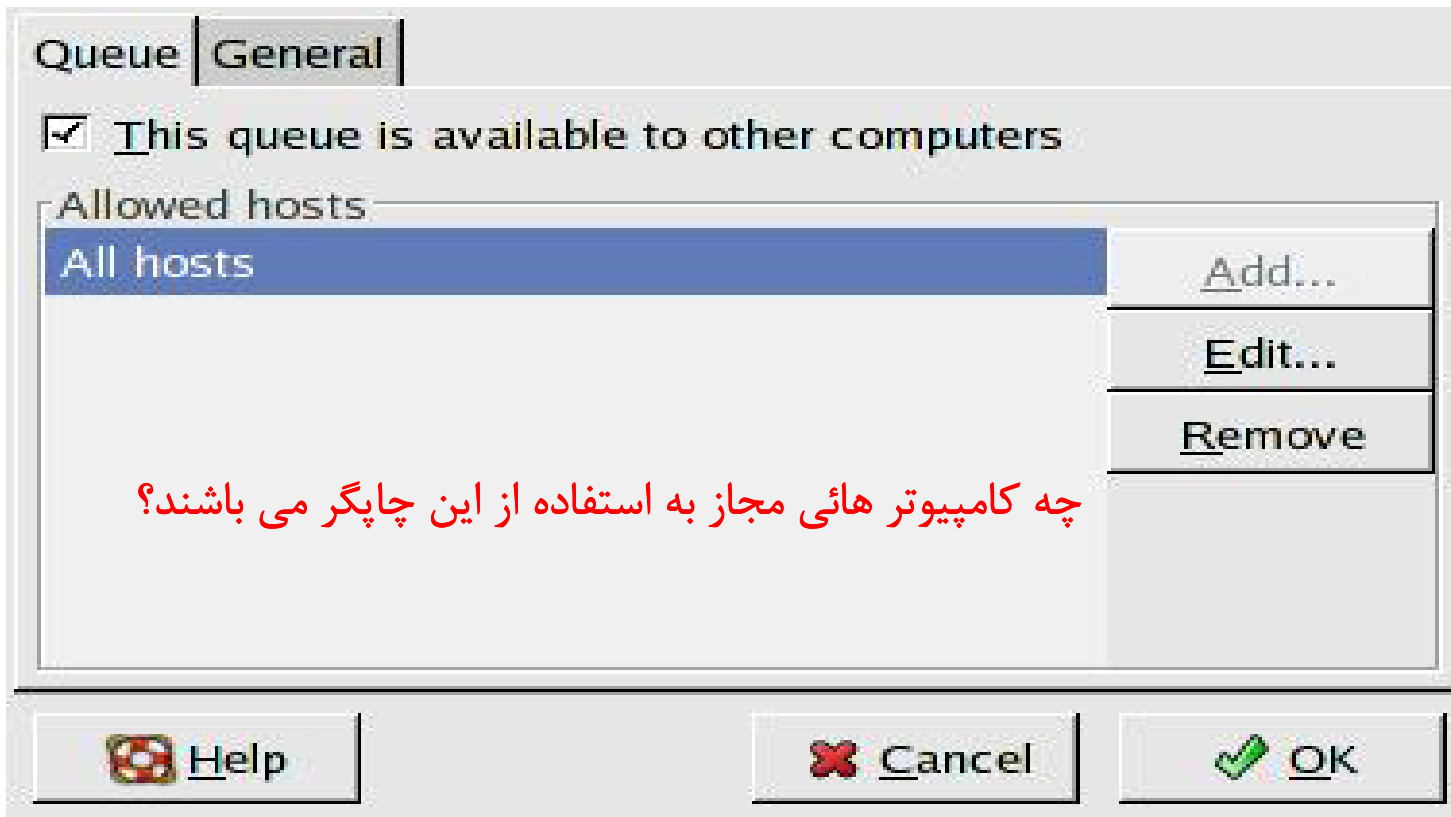 Queue General
This queue is available to other computers
Allowed hosts
All hosts
Add...
Edit...
Remove
چه کامپیوتر هائی مجاز به استفاده از این چاپگر می باشند؟
Help Cancel OK